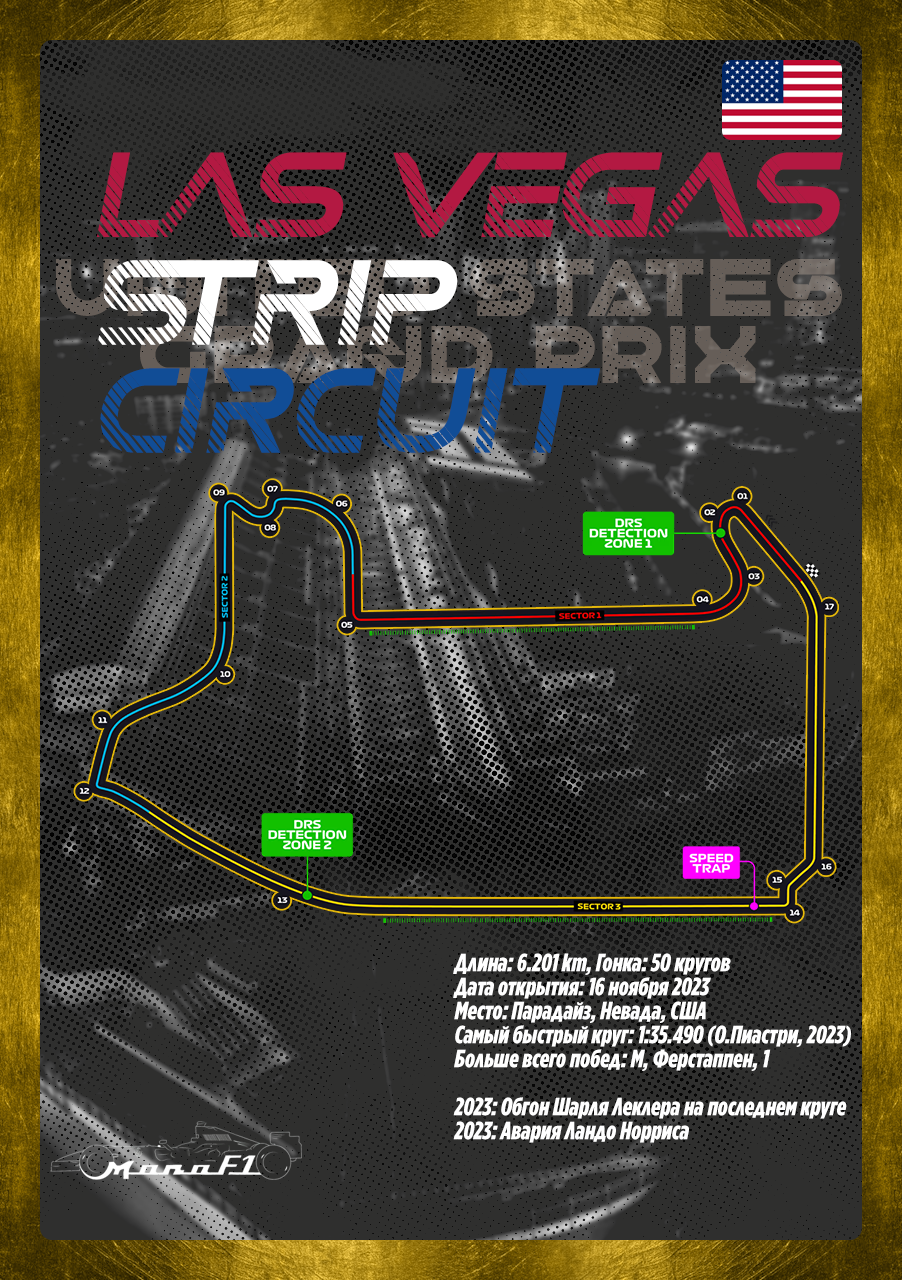 LAS VEGAS
UNITED STATES
STRIP
GRAND PRIX
CIRCUIT
09
07
08
06
02
01
DRS
DETECTION
ZONE 1
03
04
17
SECTOR 2
SECTOR 1
05
10
11
12
DRS
DETECTION
ZONE 2
SPEED
TRAP
16
15
13
SECTOR 3
14
Длина: 6.201 km, Гонка: 50 кругов
Дата открытия: 16 ноября 2023
Место: Парадайз, Невада, США
Самый быстрый круг: 1:35.490 (О.Пиастри, 2023)
Больше всего побед: М, Ферстаппен, 1
2023: Обгон Шарля Леклера на последнем круге
2023: Авария Ландо Норриса
MonoF1